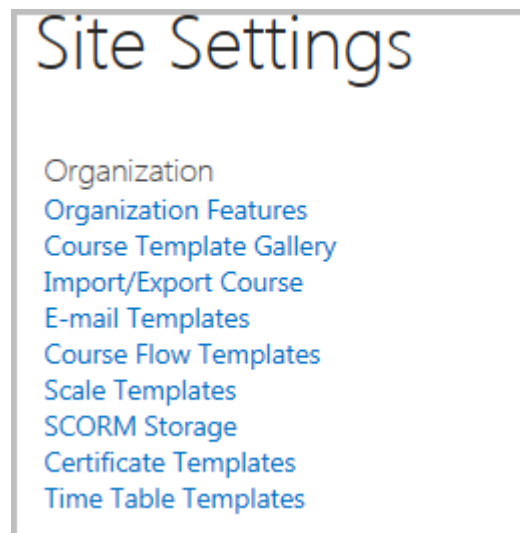 Site Settings
Organization
Organization Features
Course Template Gallery
Import/Export Course
E-mail Templates
Course Flow Templates
Scale Templates
SCORM Storage
Certificate Templates
Time Table Templates